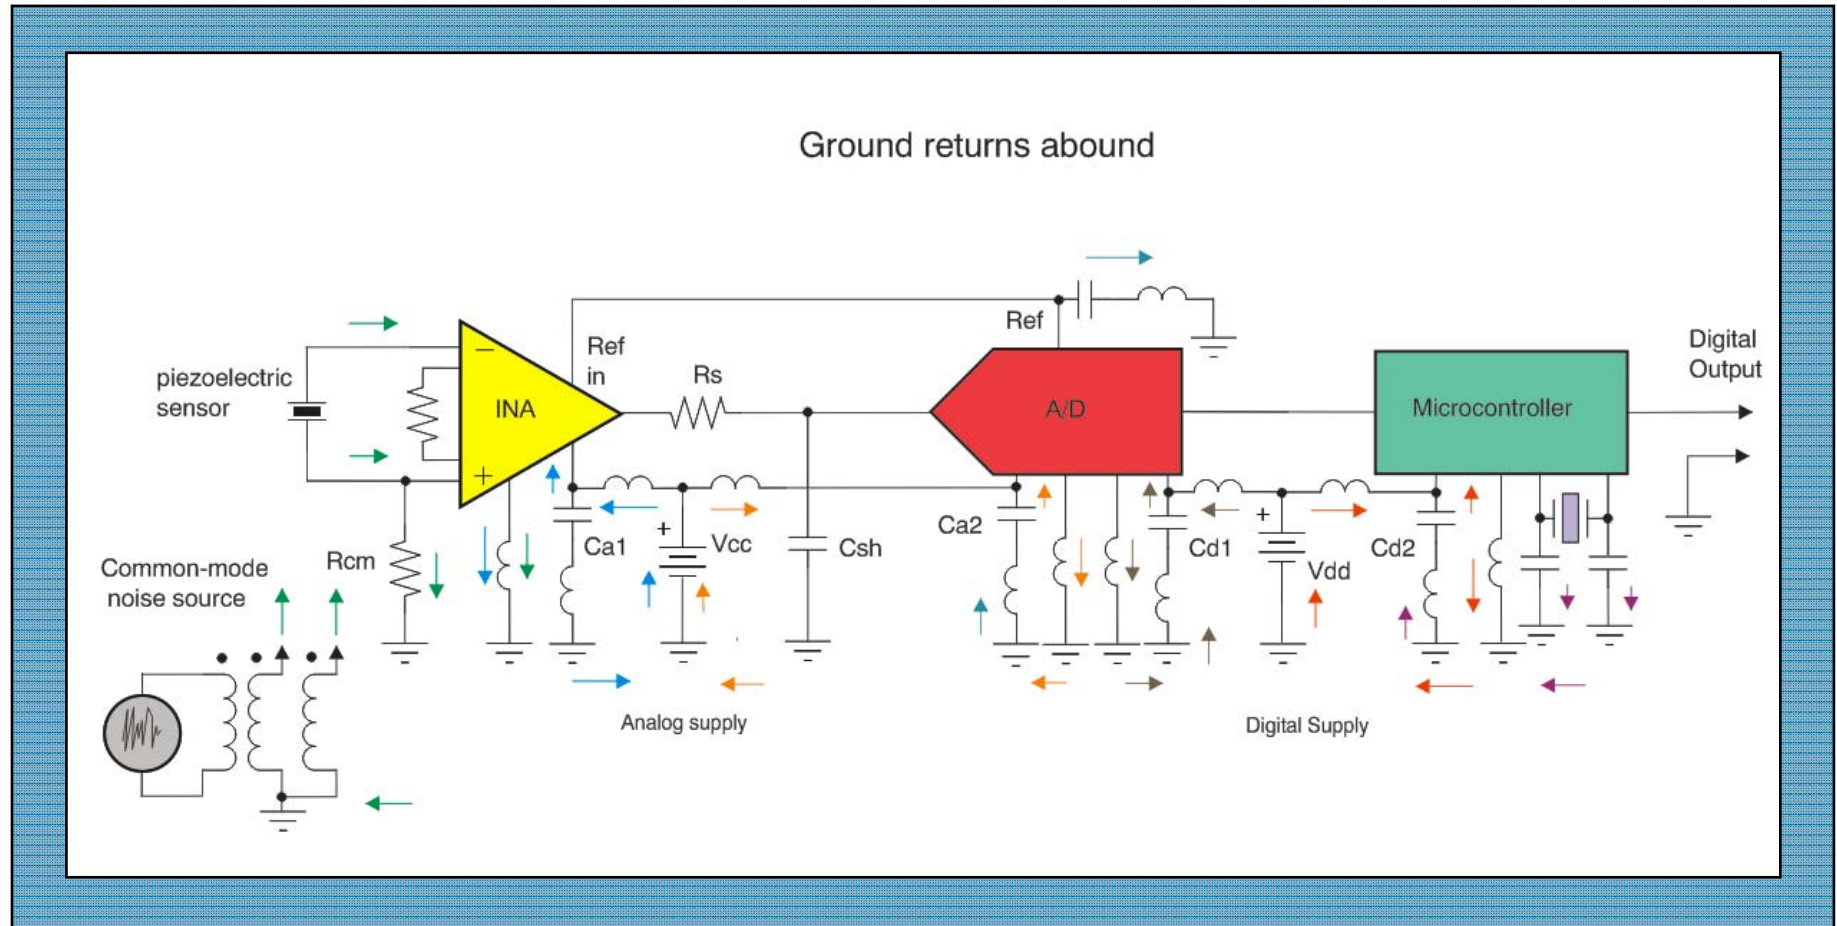 Ground returns abound
Ref
Digital
Output
Ref
in
Rs
piezoelectric
sensor
−
INA
A/D
Microcontroller
+
Ca1
+
Vcc
Csh
Ca2
Cd1
+
Vdd
Cd2
Rcm
Common-mode
noise source
Analog supply
Digital Supply